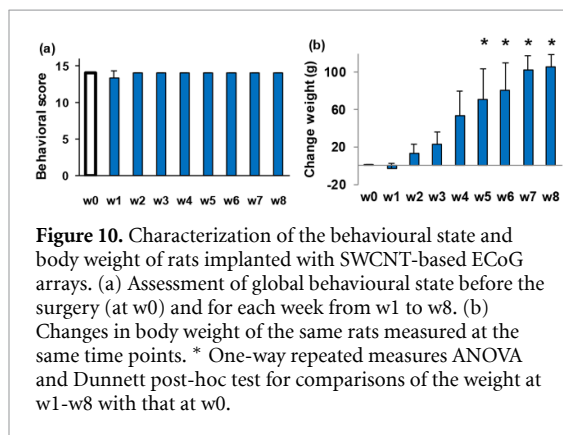 (a)
15
10
5
0
Behavioral score
w0 w1 w2 w3 w4 w5 w6 w7 w8
(b)
* * * *
100
60
20
-20
Change weight (g)
w0 w1 w2 w3 w4 w5 w6 w7 w8
Figure 10. Characterization of the behavioural state and
body weight of rats implanted with SWCNT-based ECoG
arrays. (a) Assessment of global behavioural state before the
surgery (at w0) and for each week from w1 to w8. (b)
Changes in body weight of the same rats measured at the
same time points. * One-way repeated measures ANOVA
and Dunnett post-hoc test for comparisons of the weight at
w1-w8 with that at w0.